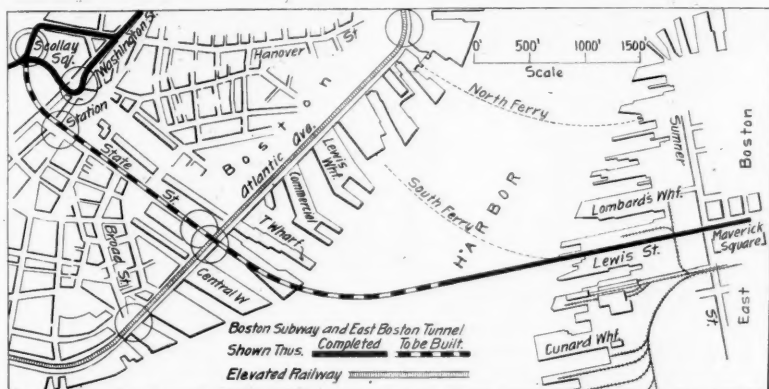 Scollay
Sq.
Washington St.
Hanover St
Station
State St.
Broad St.
Boston
Atlantic Ave.
Lewis Whf.
Commercial
T Wharf.
Central W
0' 500' 1000' 1500'
Scale
North Ferry
South Ferry
HARBOR
Sumner St.
Lombard's Whf.
Lewis St.
Maverick
Square
Cunard Whf.
East Boston
Boston Subway and East Boston Tunnel
Shown Thus. Completed To be Built.
Elevated Railway